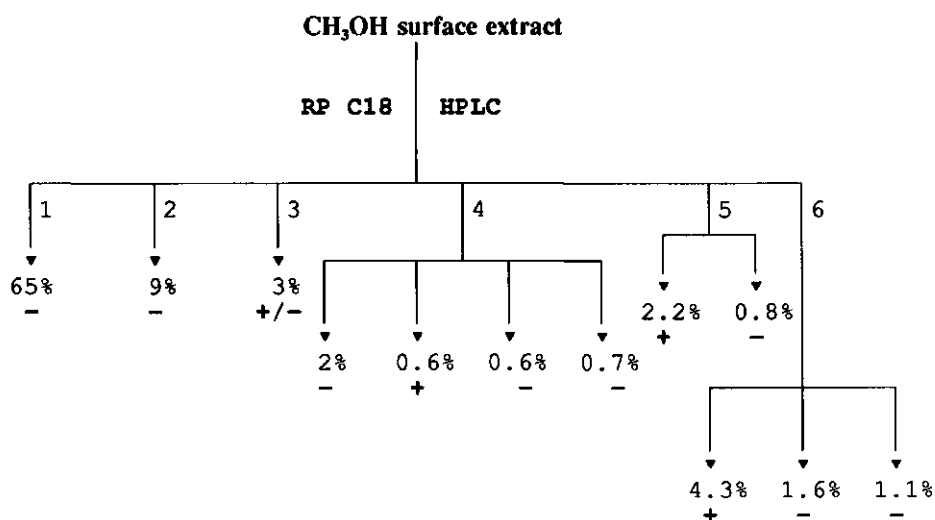 CH₃OH surface extract
RP C18 HPLC
1 2 3 4 5 6
65% 9% 3%
− − +/−
2.2% 0.8%
+ −
2% 0.6% 0.6% 0.7%
− + − −
4.3% 1.6% 1.1%
+ − −